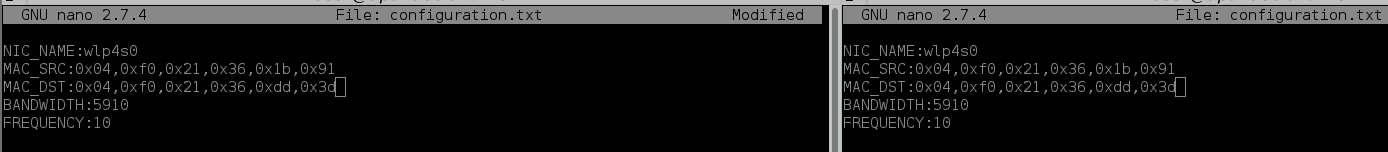 GNU nano 2.7.4 File: configuration.txt Modified
NIC_NAME:wlp4s0
MAC_SRC:0x04,0xf0,0x21,0x36,0x1b,0x91
MAC_DST:0x04,0xf0,0x21,0x36,0xdd,0x3d
BANDWIDTH:5910
FREQUENCY:10
GNU nano 2.7.4 File: configuration.txt
NIC_NAME:wlp4s0
MAC_SRC:0x04,0xf0,0x21,0x36,0x1b,0x91
MAC_DST:0x04,0xf0,0x21,0x36,0xdd,0x3d
BANDWIDTH:5910
FREQUENCY:10